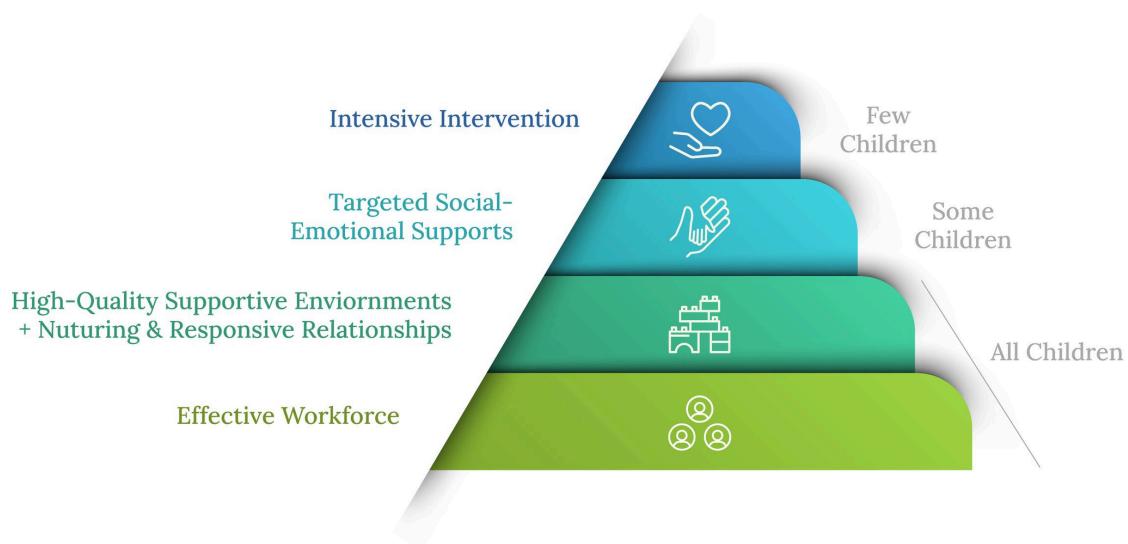 Intensive Intervention
Few
Children
Targeted Social-
Emotional Supports
Some
Children
High-Quality Supportive Enviornments
+ Nuturing & Responsive Relationships
All Children
Effective Workforce